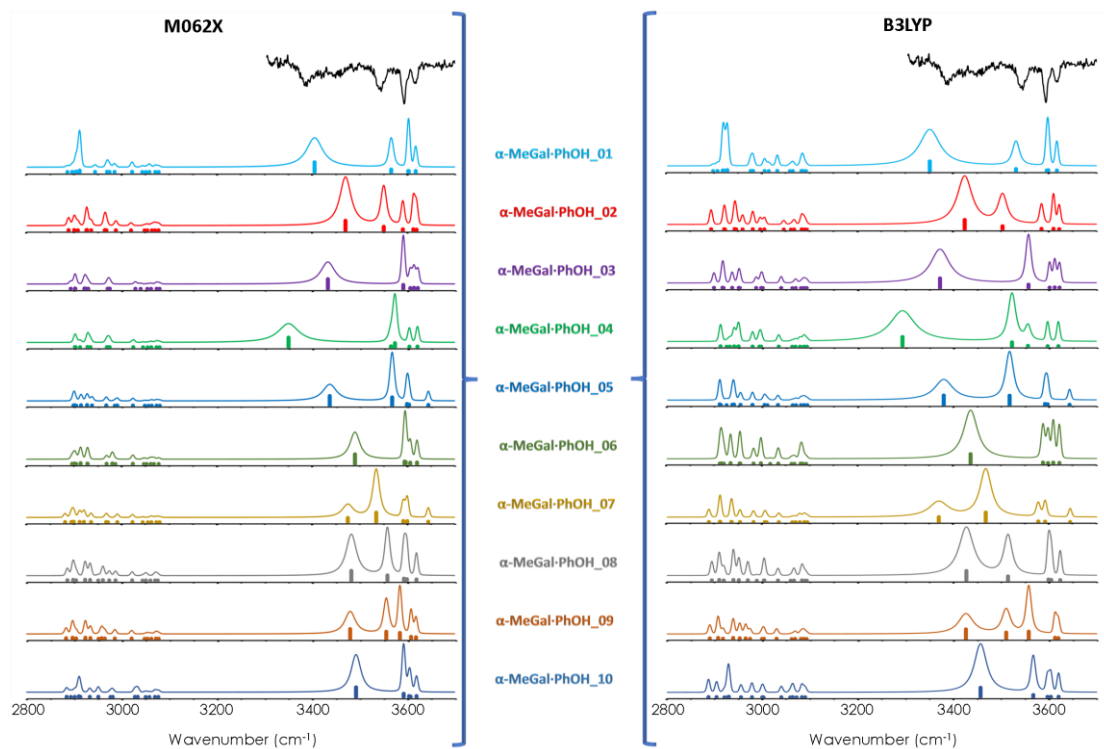 M062X
B3LYP
α-MeGal·PhOH_01
α-MeGal·PhOH_02
α-MeGal·PhOH_03
α-MeGal·PhOH_04
α-MeGal·PhOH_05
α-MeGal·PhOH_06
α-MeGal·PhOH_07
α-MeGal·PhOH_08
α-MeGal·PhOH_09
α-MeGal·PhOH_10
2800 3000 3200 3400 3600
2800 3000 3200 3400 3600
Wavenumber (cm⁻¹)
Wavenumber (cm⁻¹)